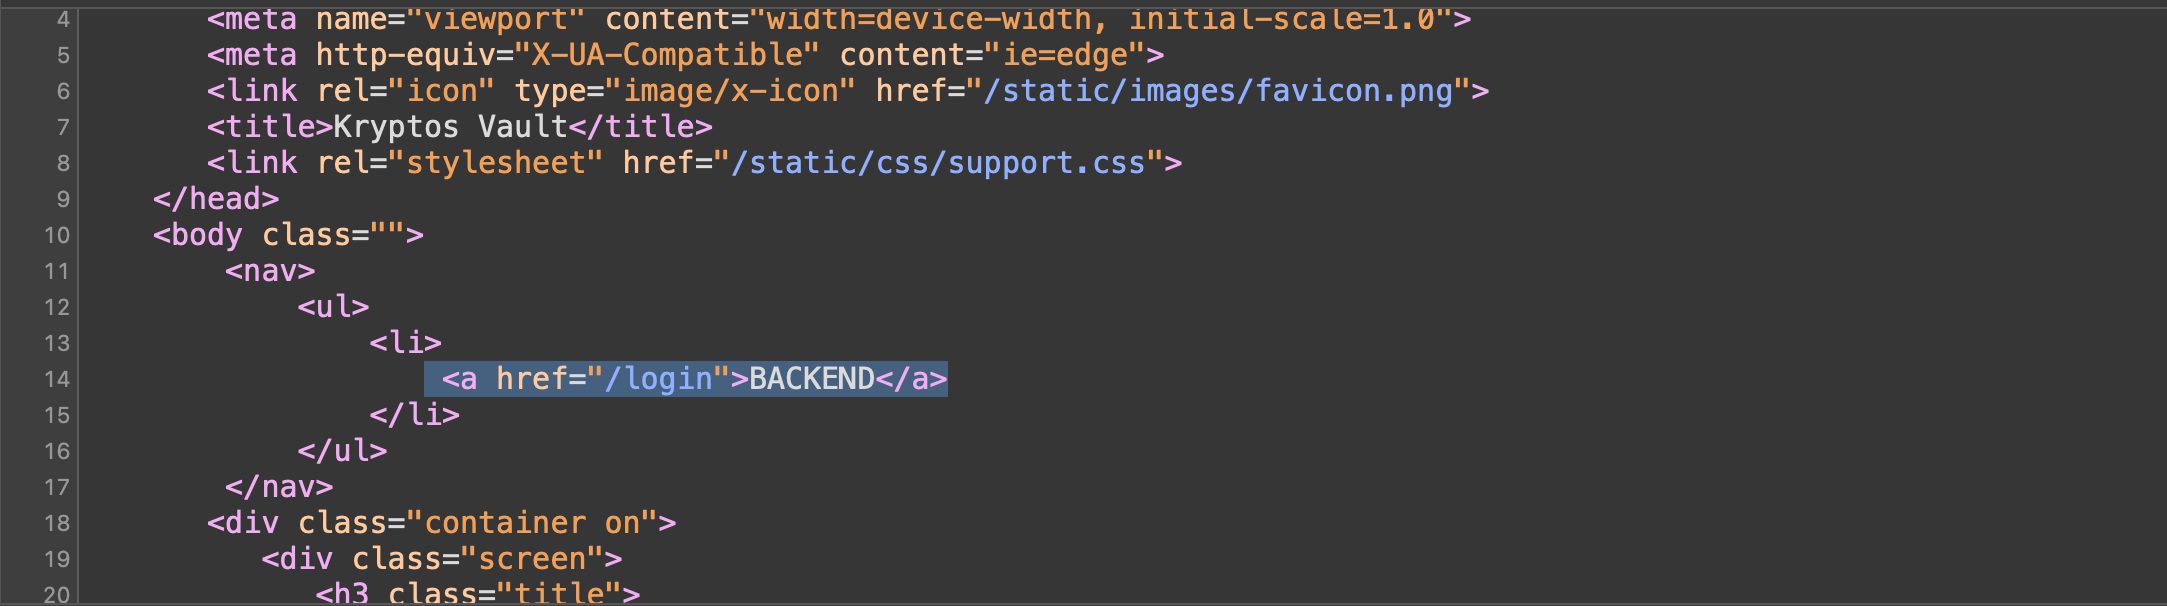 4 <meta name="viewport" content="width=device-width, initial-scale=1.0">
5 <meta http-equiv="X-UA-Compatible" content="ie=edge">
6 <link rel="icon" type="image/x-icon" href="/static/images/favicon.png">
7 <title>Kryptos Vault</title>
8 <link rel="stylesheet" href="/static/css/support.css">
9 </head>
10 <body class="">
11 <nav>
12 <ul>
13 <li>
14 <a href="/login">BACKEND</a>
15 </li>
16 </ul>
17 </nav>
18 <div class="container on">
19 <div class="screen">
20 <h3 class="title">